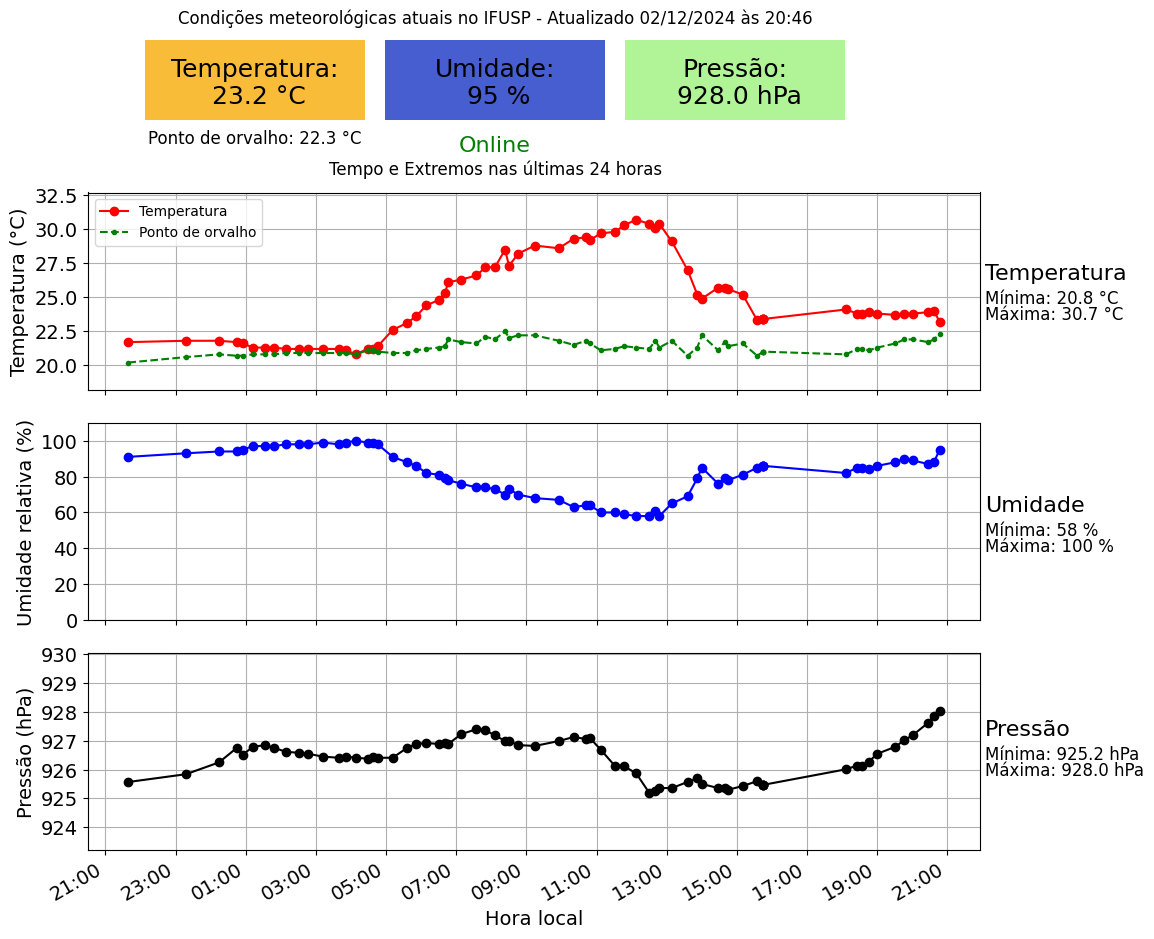 Condições meteorológicas atuais no IFUSP - Atualizado 02/12/2024 às 20:46
Temperatura:
23.2 °C
Umidade:
95 %
Pressão:
928.0 hPa
Ponto de orvalho: 22.3 °C
Online
Tempo e Extremos nas últimas 24 horas
Temperatura (°C)
32.5
30.0
27.5
25.0
22.5
20.0
Temperatura
Ponto de orvalho
Temperatura
Mínima: 20.8 °C
Máxima: 30.7 °C
Umidade relativa (%)
100
80
60
40
20
0
Umidade
Mínima: 58 %
Máxima: 100 %
Pressão (hPa)
930
929
928
927
926
925
924
Pressão
Mínima: 925.2 hPa
Máxima: 928.0 hPa
21:00
23:00
01:00
03:00
05:00
07:00
09:00
11:00
13:00
15:00
17:00
19:00
21:00
Hora local